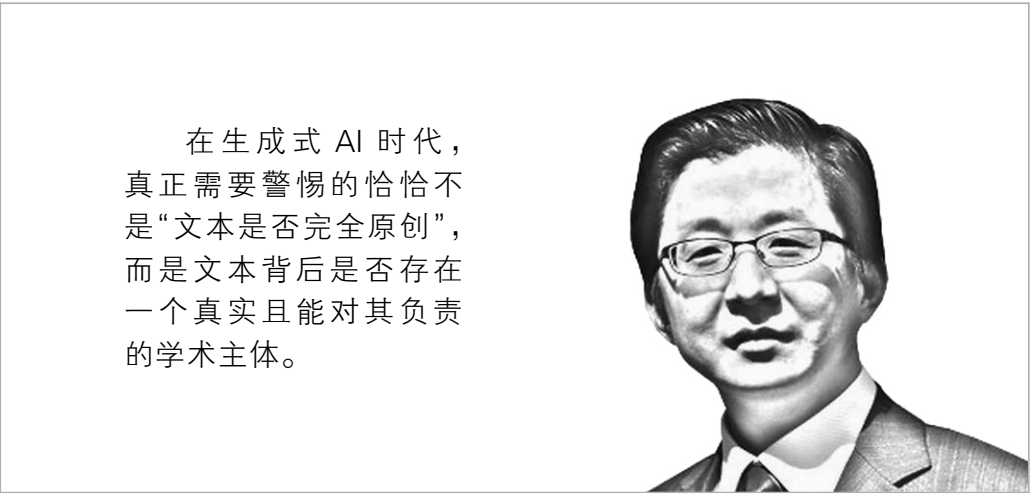 在生成式 AI 时代，
真正需要警惕的恰恰不
是“文本是否完全原创”，
而是文本背后是否存在
一个真实且能对其负责
的学术主体。